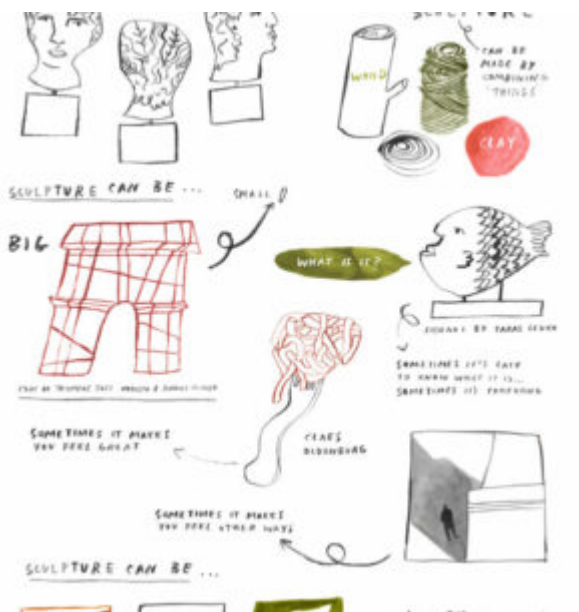 SCULPTURE
CAN BE
MADE BY
COMBINING
'THINGS'
WOOD
CLAY
SCULPTURE CAN BE ...
SMALL
BIG
WHAT IS IT?
SOMETIMES IT'S
TO KNOW WHAT IT IS...
SOMETIMES IT'S
SOMETIMES IT MAKES
YOU FEEL GREAT
CLAES
OLDENBURG
SOMETIMES IT MAKES
YOU FEEL OTHER WAYS
SCULPTURE CAN BE ...